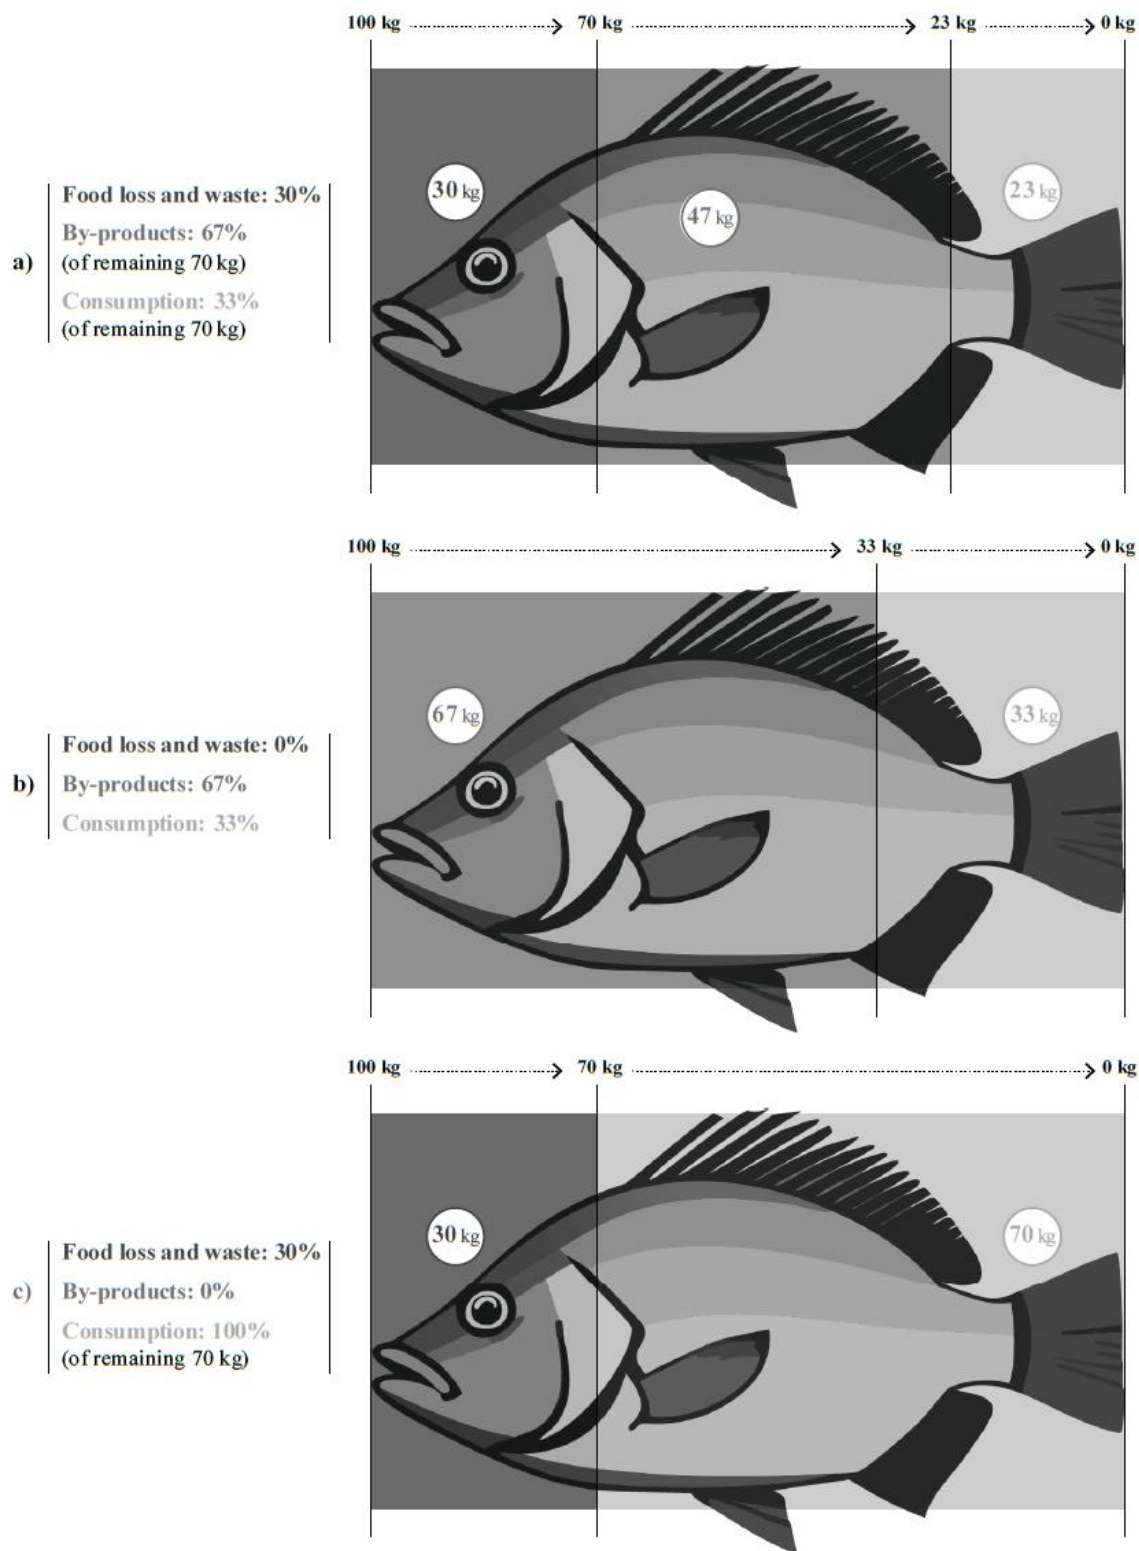 100 kg 70 kg 23 kg 0 kg
30 kg
47 kg
23 kg
a)
Food loss and waste: 30%
By-products: 67%
(of remaining 70 kg)
Consumption: 33%
(of remaining 70 kg)
100 kg 33 kg 0 kg
67 kg
33 kg
b)
Food loss and waste: 0%
By-products: 67%
Consumption: 33%
100 kg 70 kg 0 kg
30 kg
70 kg
c)
Food loss and waste: 30%
By-products: 0%
Consumption: 100%
(of remaining 70 kg)